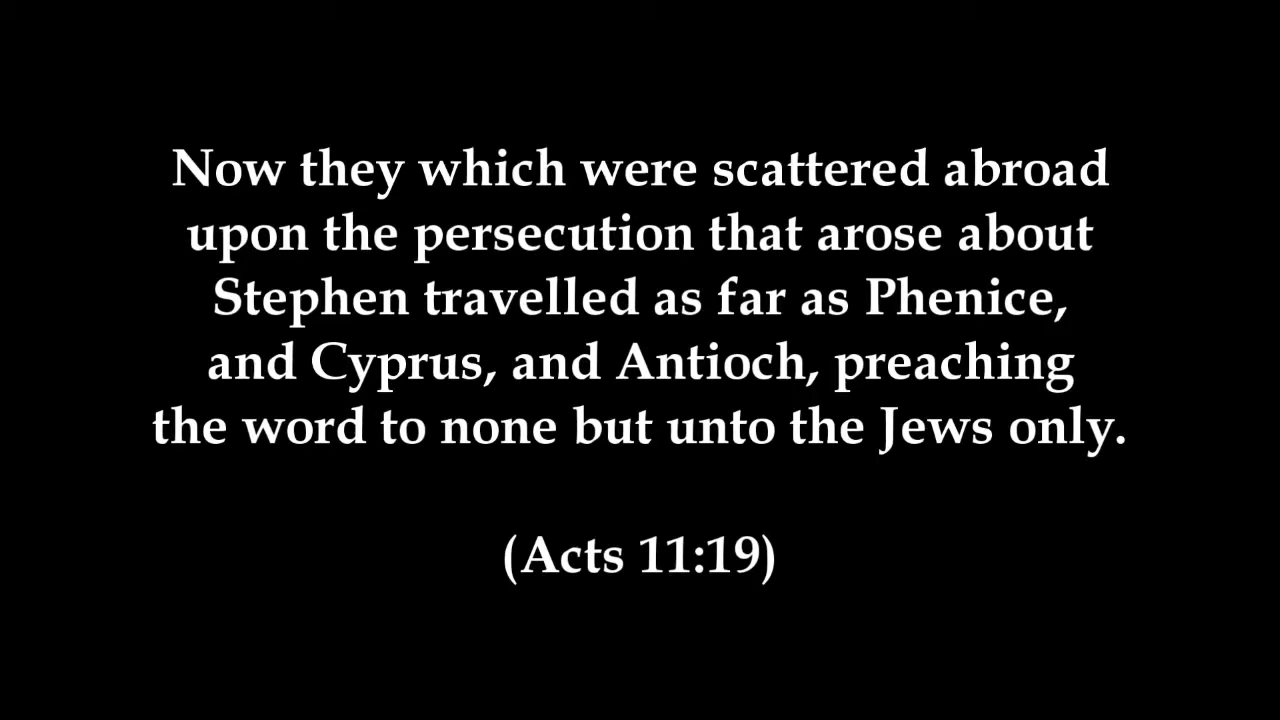 Now they which were scattered abroad
upon the persecution that arose about
Stephen travelled as far as Phenice,
and Cyprus, and Antioch, preaching
the word to none but unto the Jews only.
(Acts 11:19)